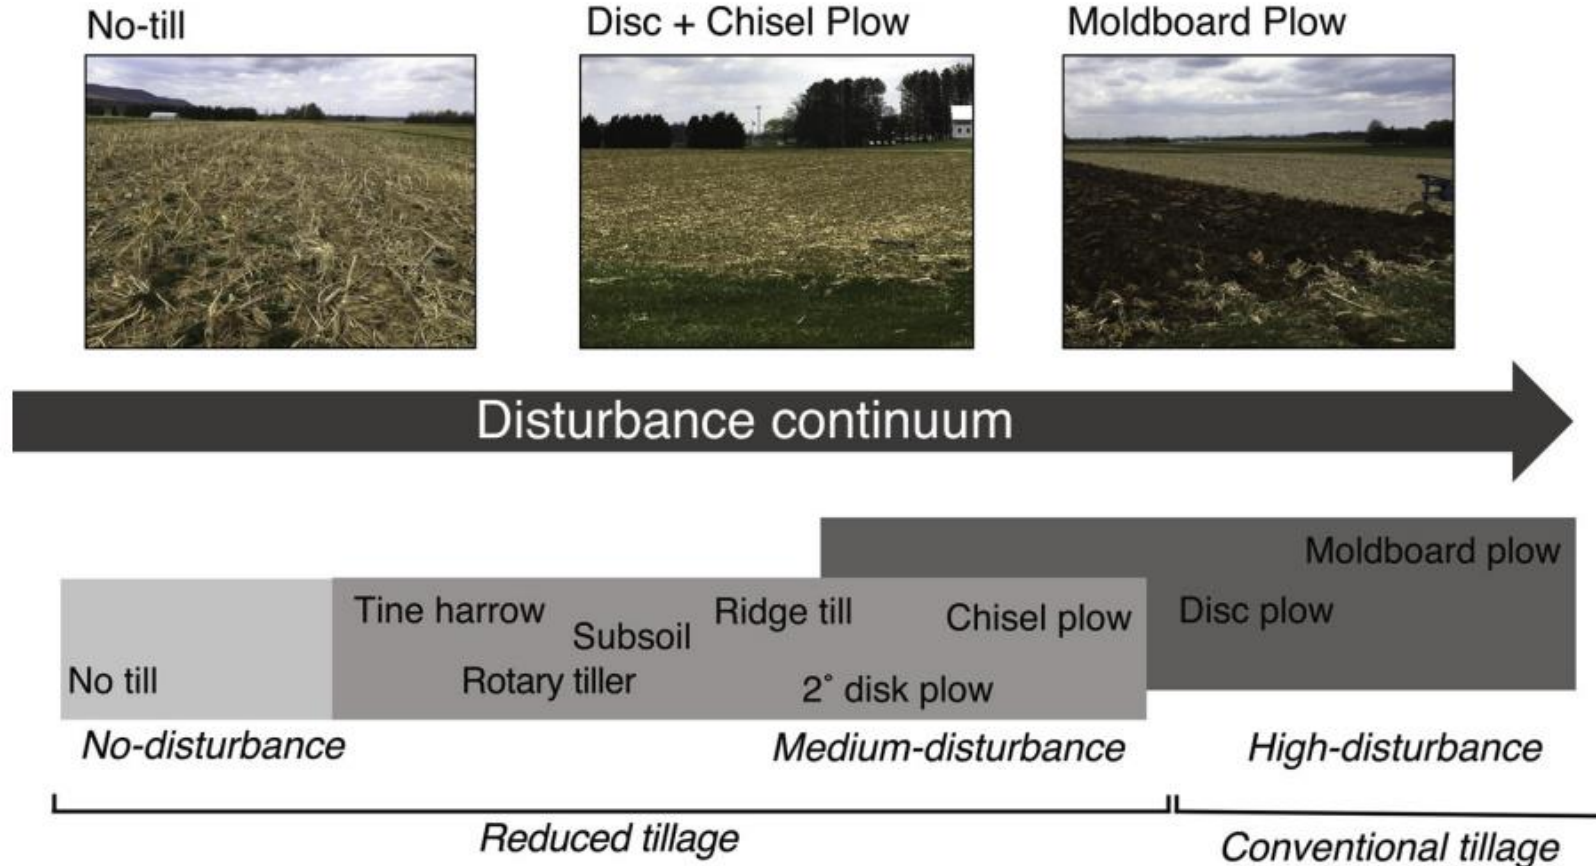 No-till
Disc + Chisel Plow
Moldboard Plow
Disturbance continuum
Moldboard plow
Tine harrow
Subsoil
Ridge till
Chisel plow
Disc plow
No till
Rotary tiller
2° disk plow
No-disturbance
Medium-disturbance
High-disturbance
Reduced tillage
Conventional tillage